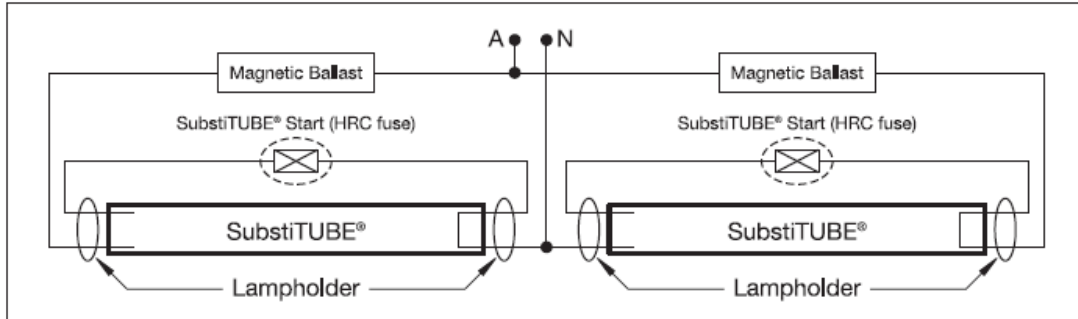 A N
Magnetic Ballast Magnetic Ballast
SubstiTUBE® Start (HRC fuse) SubstiTUBE® Start (HRC fuse)
SubstiTUBE® SubstiTUBE®
Lampholder Lampholder